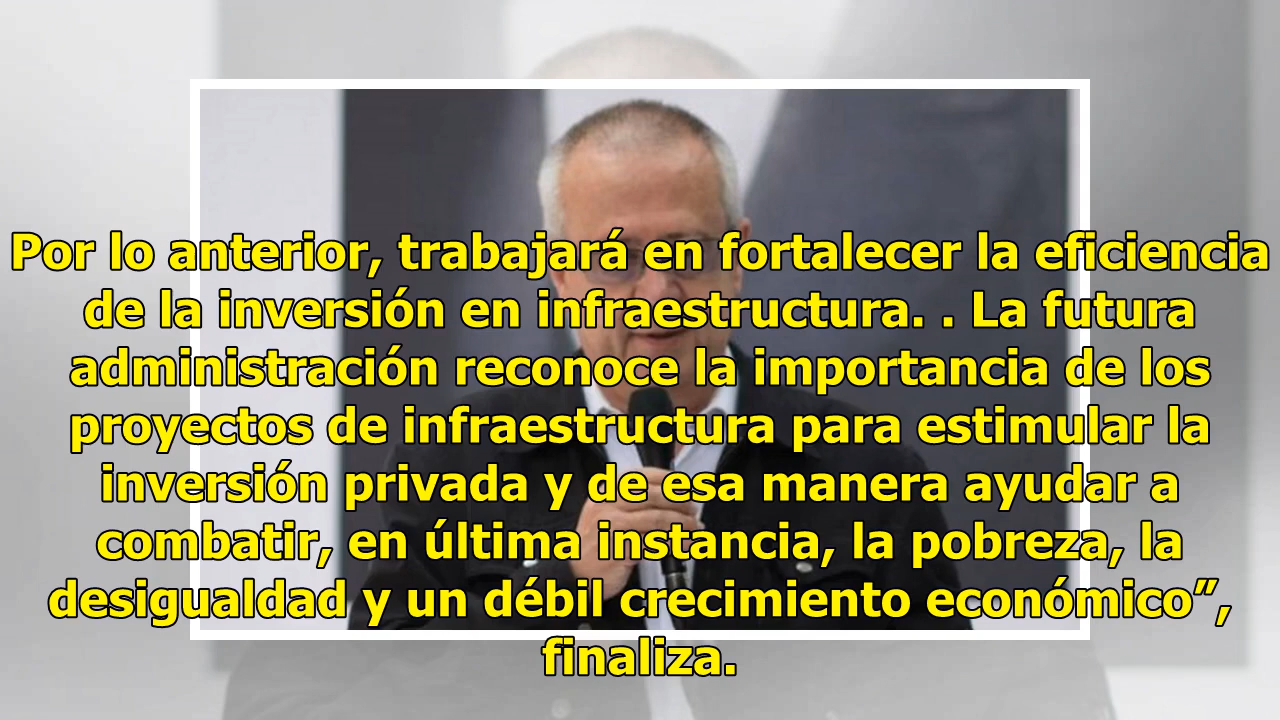 Por lo anterior, trabajará en fortalecer la eficiencia
de la inversión en infraestructura. . La futura
administración reconoce la importancia de los
proyectos de infraestructura para estimular la
inversión privada y de esa manera ayudar a
combatir, en última instancia, la pobreza, la
desigualdad y un débil crecimiento económico”,
finaliza.